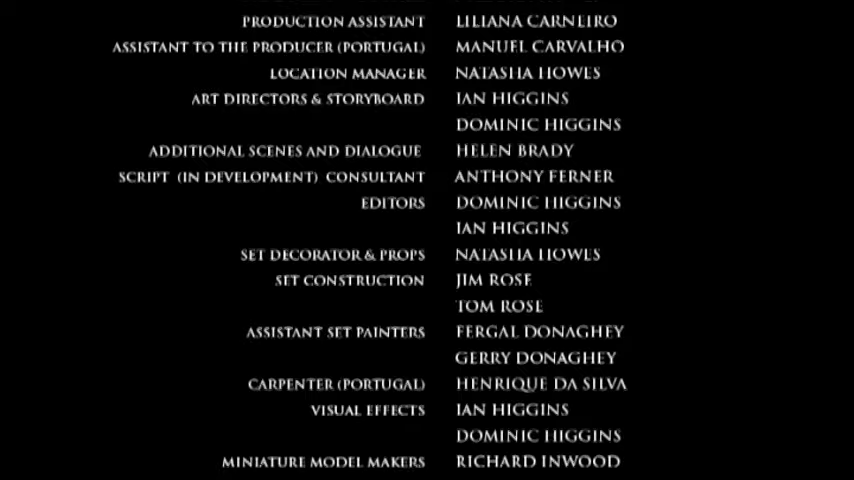 PRODUCTION ASSISTANT LILIANA CARNEIRO
ASSISTANT TO THE PRODUCER (PORTUGAL) MANUEL CARVALHO
LOCATION MANAGER NATASHA HOWES
ART DIRECTORS & STORYBOARD IAN HIGGINS
DOMINIC HIGGINS
ADDITIONAL SCENES AND DIALOGUE HELEN BRADY
SCRIPT (IN DEVELOPMENT) CONSULTANT ANTHONY FERNER
EDITORS DOMINIC HIGGINS
IAN HIGGINS
SET DECORATOR & PROPS NATASHA HOWES
SET CONSTRUCTION JIM ROSE
TOM ROSE
ASSISTANT SET PAINTERS FERGAL DONAGHEY
GERRY DONAGHEY
CARPENTER (PORTUGAL) HENRIQUE DA SILVA
VISUAL EFFECTS IAN HIGGINS
DOMINIC HIGGINS
MINIATURE MODEL MAKERS RICHARD INWOOD